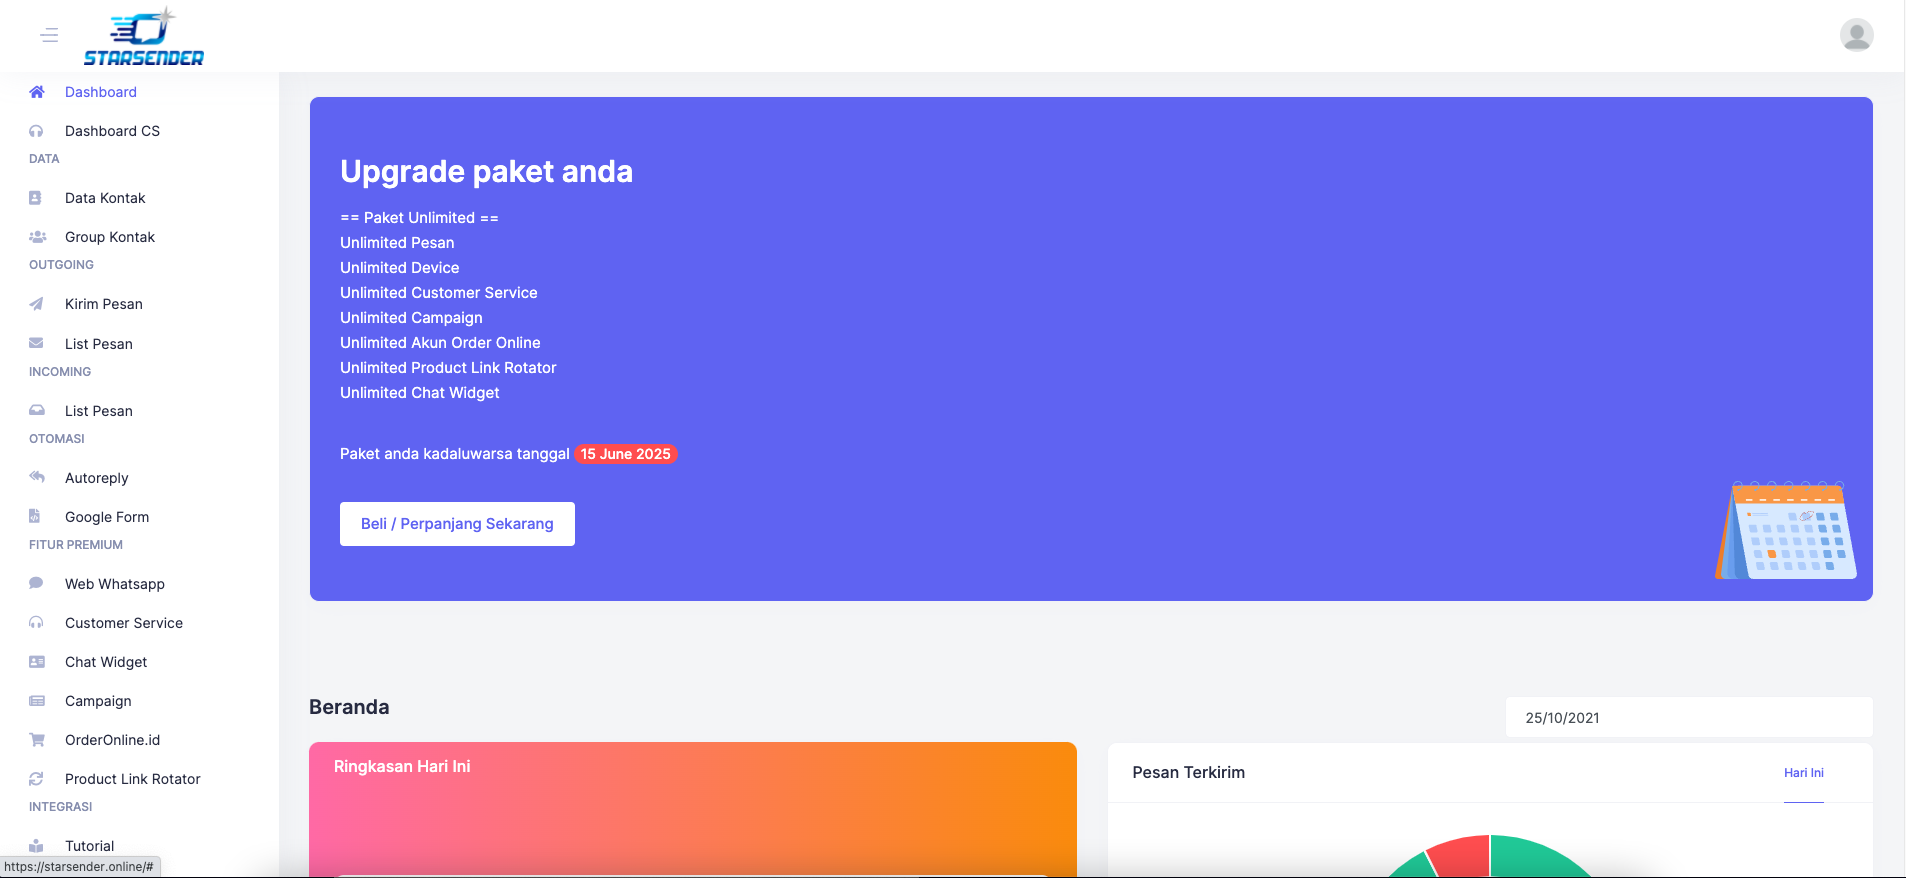 STARSENDER
Dashboard
Dashboard CS
DATA
Data Kontak
Group Kontak
OUTGOING
Kirim Pesan
List Pesan
INCOMING
List Pesan
OTOMASI
Autoreply
Google Form
FITUR PREMIUM
Web Whatsapp
Customer Service
Chat Widget
Campaign
OrderOnline.id
Product Link Rotator
INTEGRASI
Tutorial
https://starsender.online/#
Upgrade paket anda
== Paket Unlimited ==
Unlimited Pesan
Unlimited Device
Unlimited Customer Service
Unlimited Campaign
Unlimited Akun Order Online
Unlimited Product Link Rotator
Unlimited Chat Widget
Paket anda kadaluwarsa tanggal 15 June 2025
Beli / Perpanjang Sekarang
Beranda
25/10/2021
Ringkasan Hari Ini
Pesan Terkirim
Hari Ini